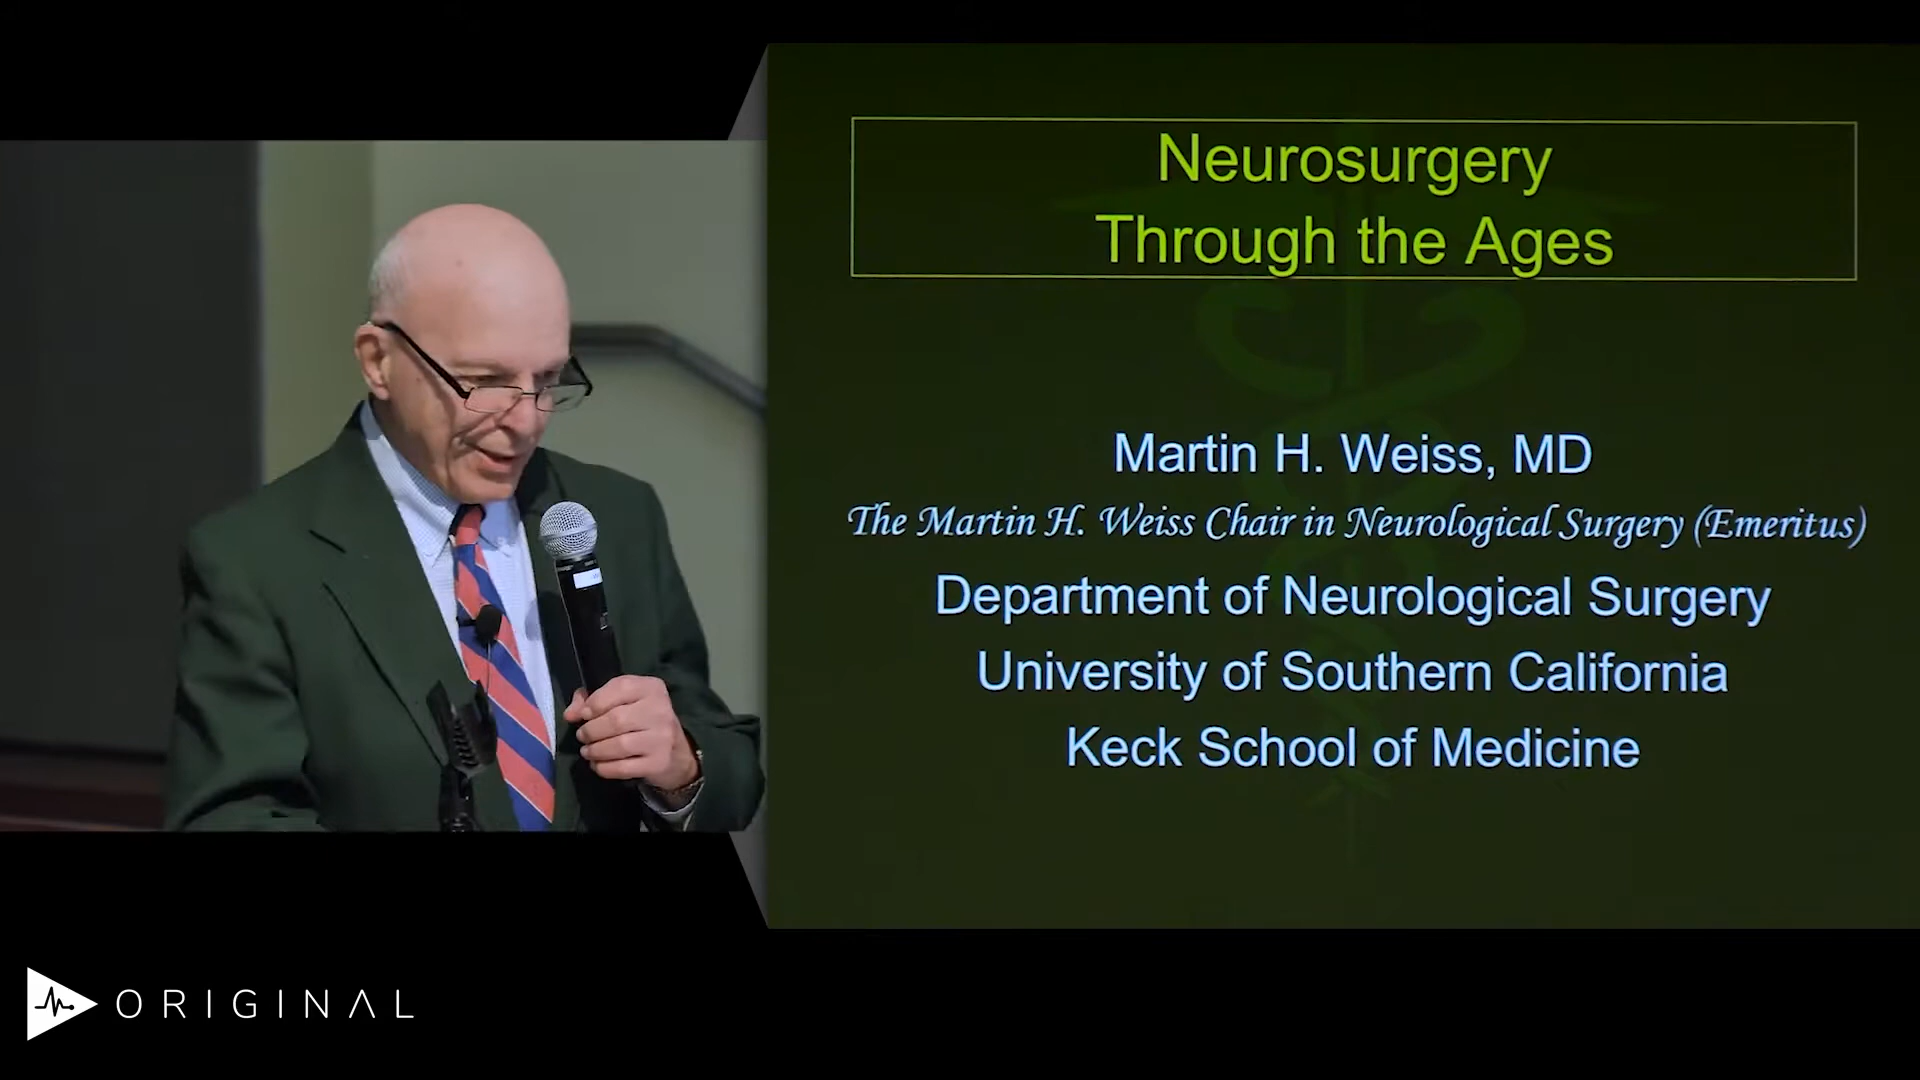 Neurosurgery
Through the Ages
Martin H. Weiss, MD
The Martin H. Weiss Chair in Neurological Surgery (Emeritus)
Department of Neurological Surgery
University of Southern California
Keck School of Medicine
ORIGINAL